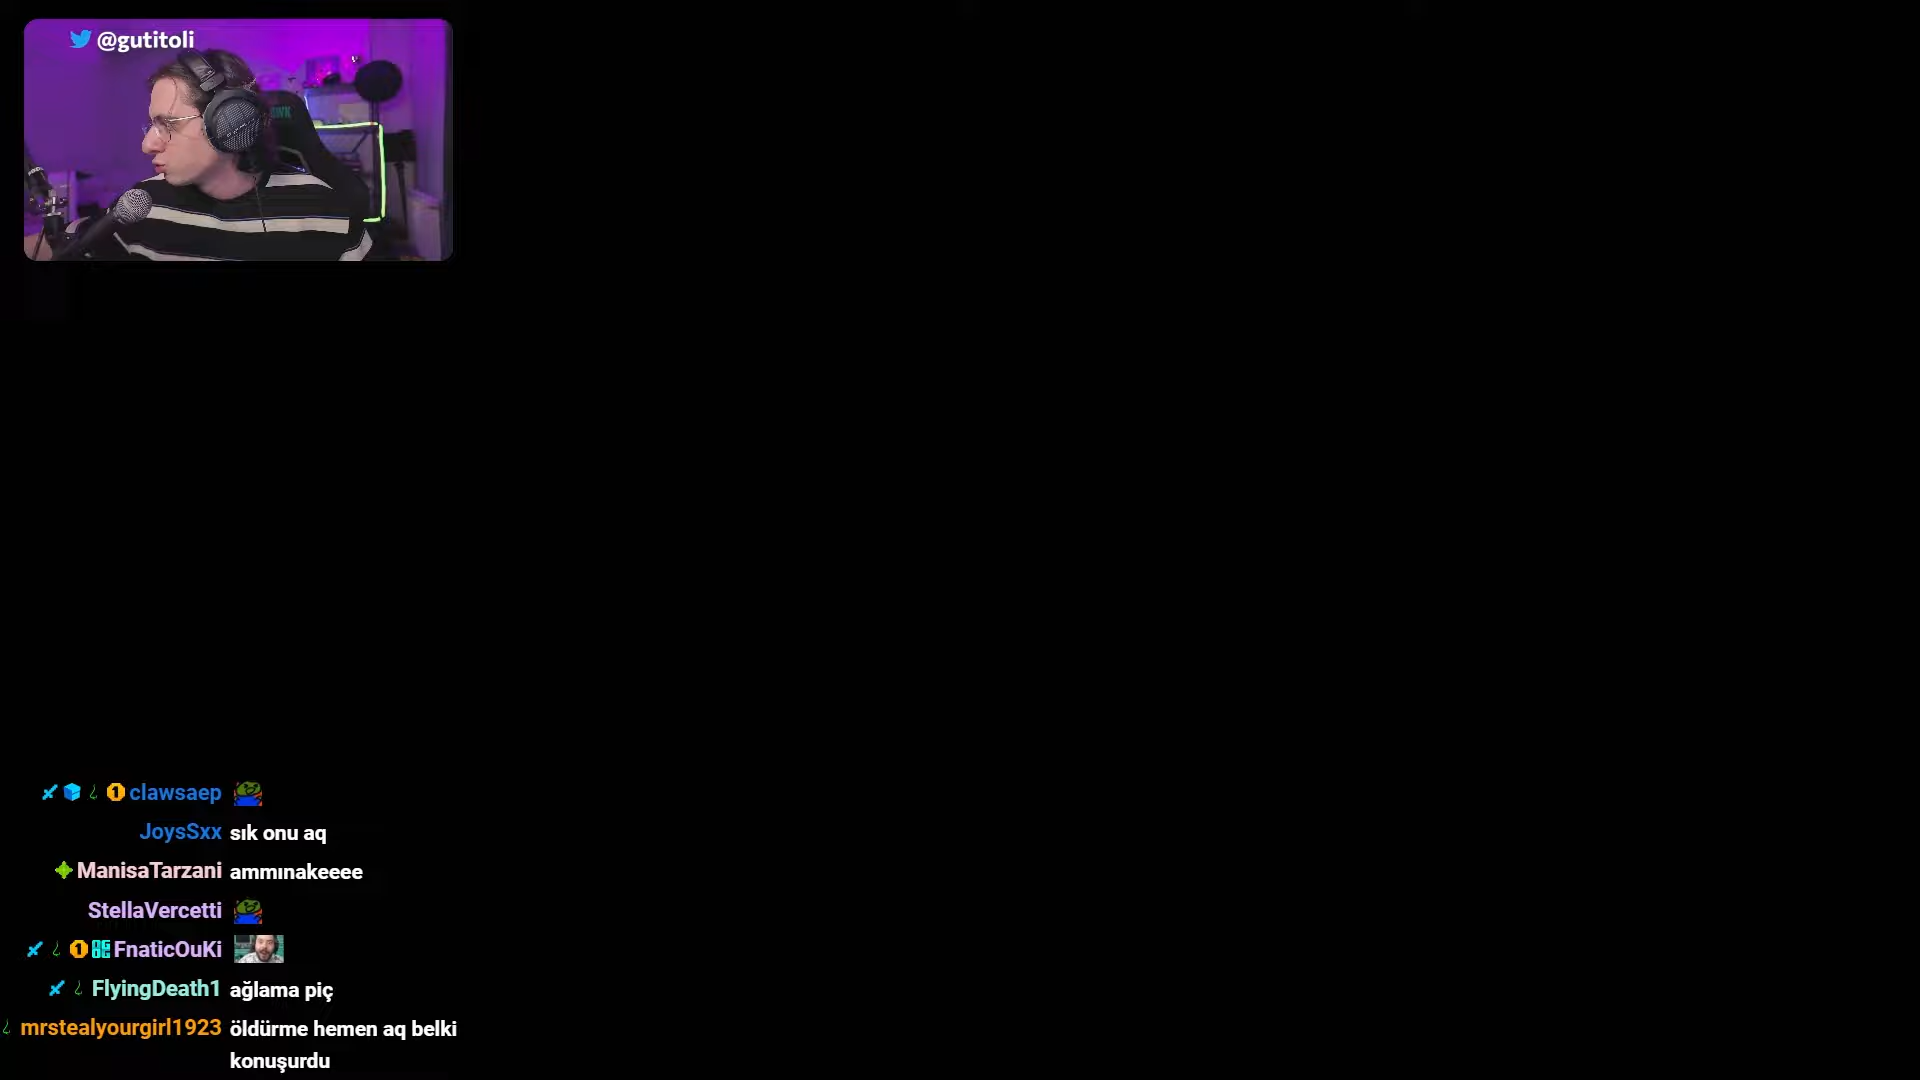 @gutitoli
clawsaep
JoysSxx sık onu aq
ManisaTarzani ammınakeeee
StellaVercetti
1 FnaticOuKi
FlyingDeath1 ağlama piç
mrstealyourgirl1923 öldürme hemen aq belki
konuşurdu